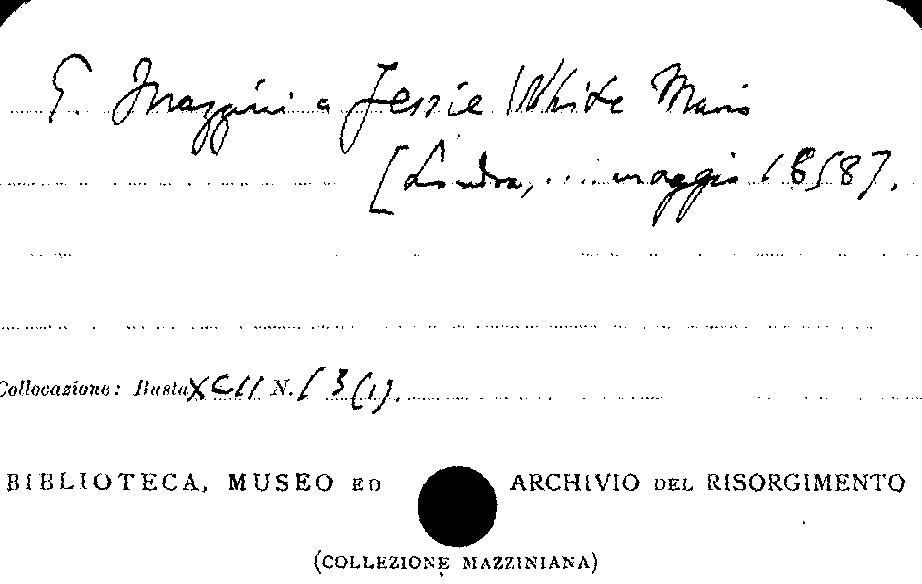 G. Mazzini a Jessie White Mario
[Londra, ... maggio 1858].
Collocazione: Busta XCII N. 13(1).
BIBLIOTECA, MUSEO ED ARCHIVIO DEL RISORGIMENTO
(COLLEZIONE MAZZINIANA)